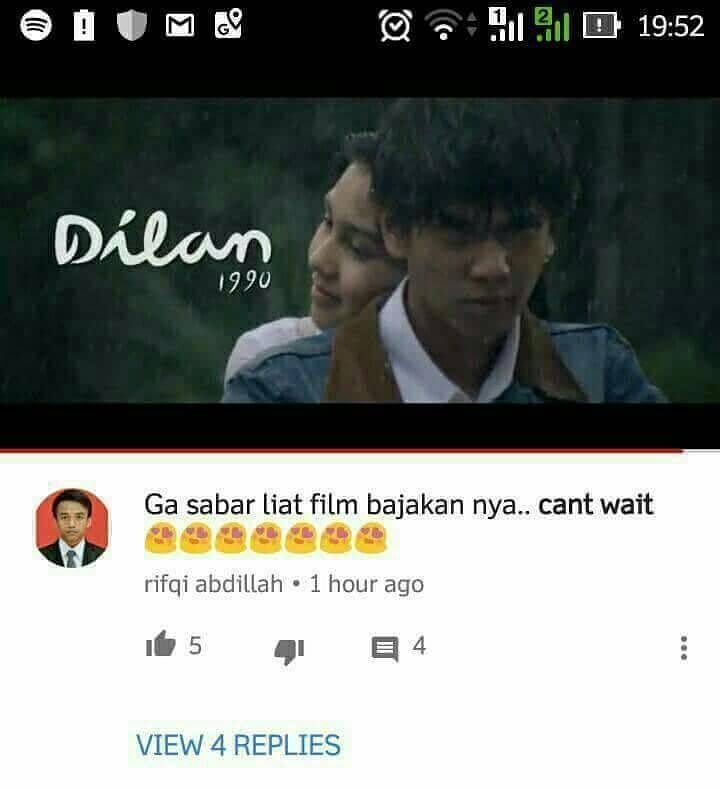 19:52
Dilan
1990
Ga sabar liat film bajakan nya.. cant wait
😍😍😍😍😍😍😍
rifqi abdillah • 1 hour ago
5
4
VIEW 4 REPLIES